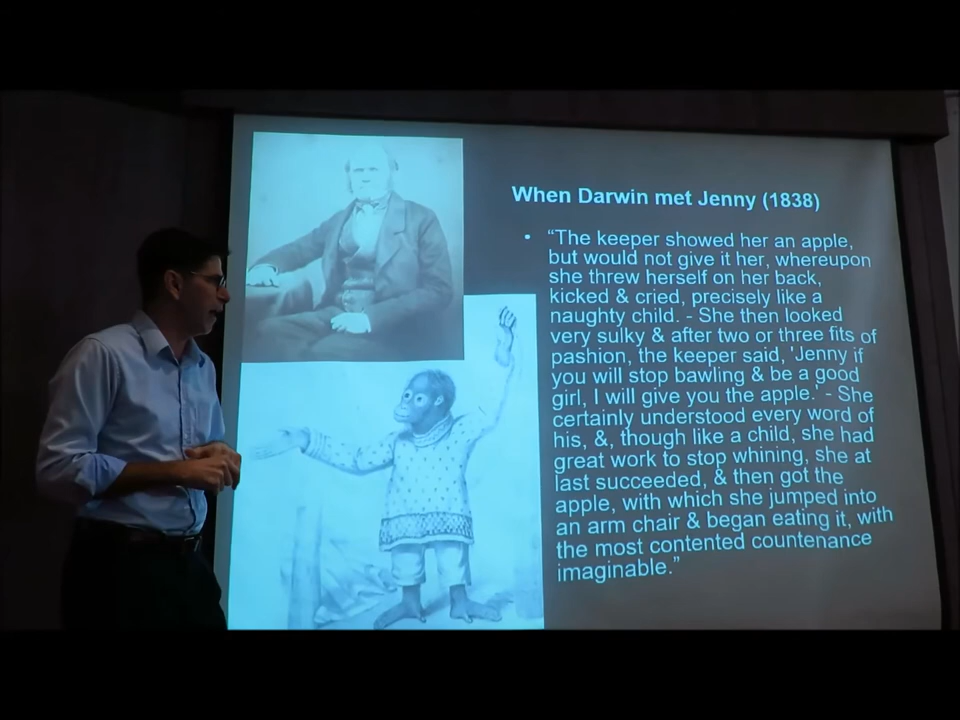 When Darwin met Jenny (1838)
• “The keeper showed her an apple,
but would not give it her, whereupon
she threw herself on her back,
kicked & cried, precisely like a
naughty child. - She then looked
very sulky & after two or three fits of
pashion, the keeper said, 'Jenny if
you will stop bawling & be a good
girl, I will give you the apple.' - She
certainly understood every word of
his, &, though like a child, she had
great work to stop whining, she at
last succeeded, & then got the
apple, with which she jumped into
an arm chair & began eating it, with
the most contented countenance
imaginable.”